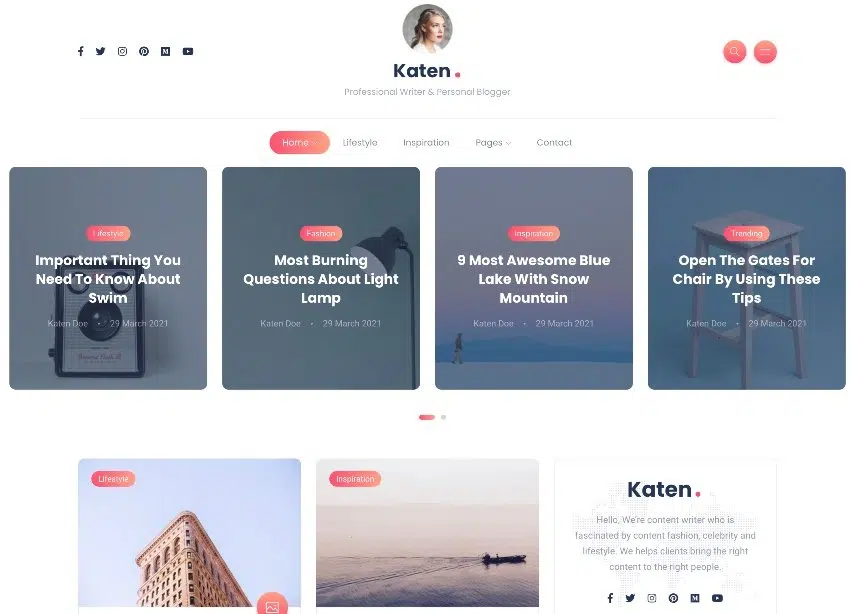 Katen.
Professional Writer & Personal Blogger
Home
Lifestyle
Inspiration
Pages
Contact
Lifestyle
Important Thing You
Need To Know About
Swim
Katen Doe • 29 March 2021
Fashion
Most Burning
Questions About Light
Lamp
Katen Doe • 29 March 2021
Inspiration
9 Most Awesome Blue
Lake With Snow
Mountain
Katen Doe • 29 March 2021
Trending
Open The Gates For
Chair By Using These
Tips
Katen Doe • 29 March 2021
Lifestyle
Inspiration
Katen.
Hello, We're content writer who is
fascinated by content fashion, celebrity and
lifestyle. We helps clients bring the right
content to the right people.